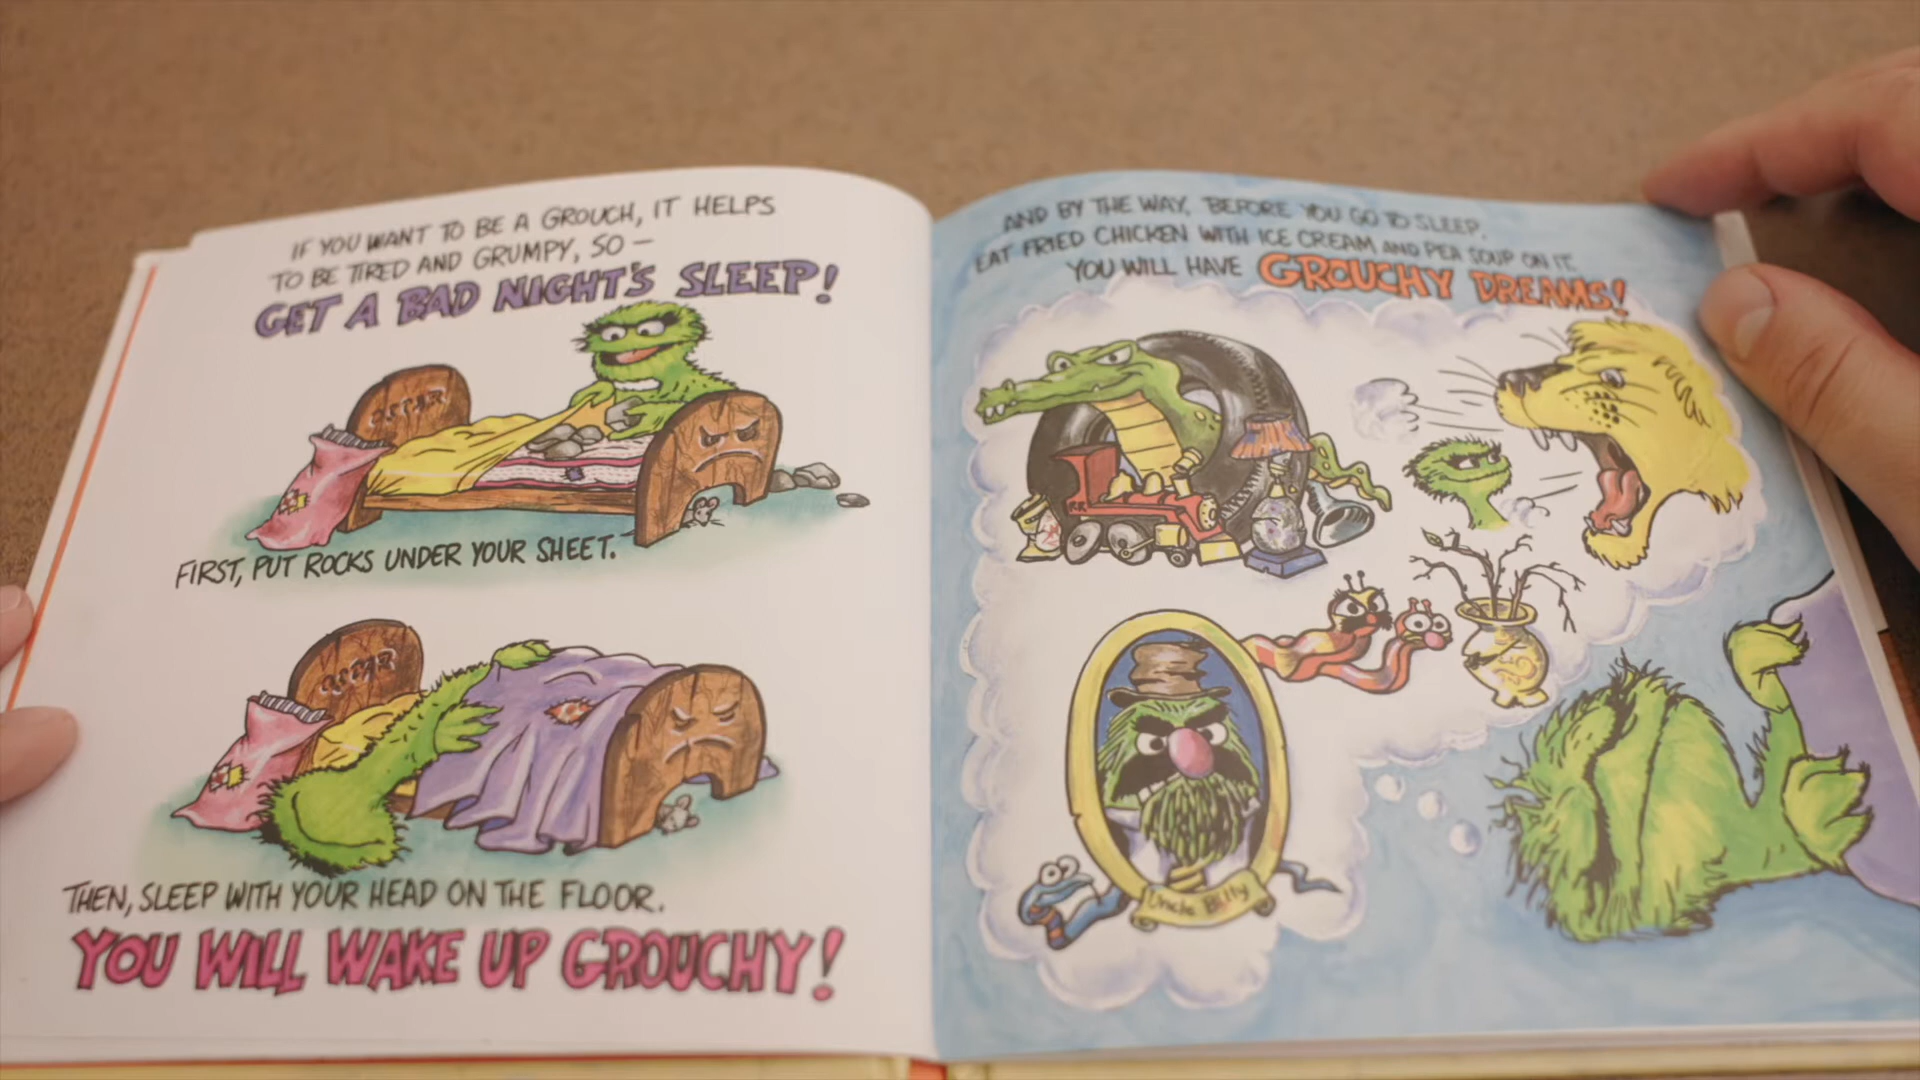 IF YOU WANT TO BE A GROUCH, IT HELPS
TO BE TIRED AND GRUMPY, SO —
GET A BAD NIGHT'S SLEEP!
OSCAR
FIRST, PUT ROCKS UNDER YOUR SHEET.
OSCAR
THEN, SLEEP WITH YOUR HEAD ON THE FLOOR.
YOU WILL WAKE UP GROUCHY!
AND BY THE WAY, BEFORE YOU GO TO SLEEP,
EAT FRIED CHICKEN WITH ICE CREAM AND PEA SOUP ON IT.
YOU WILL HAVE GROUCHY DREAMS!
RR
Uncle Billy